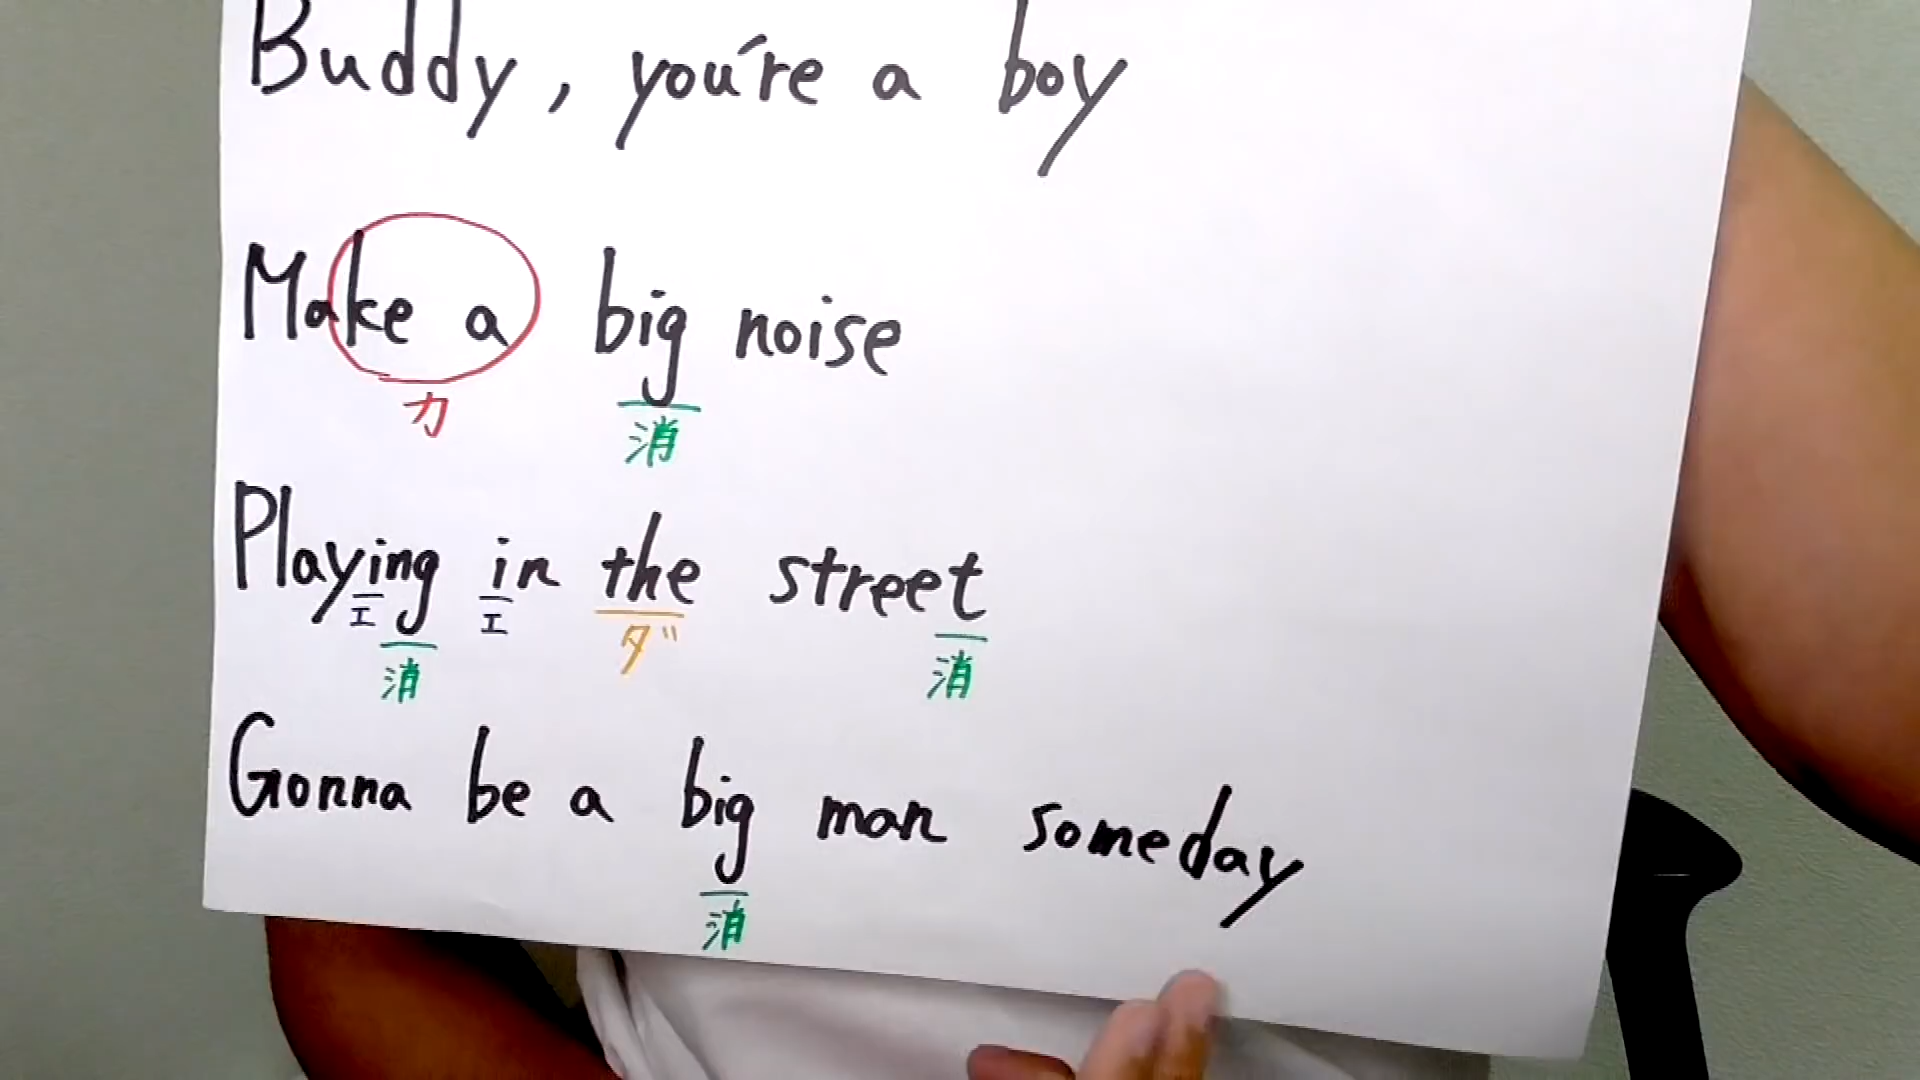 Buddy, you're a boy
Make a big noise
カ 消
Playing in the street
エ エ ダ
消 消
Gonna be a big man someday
消